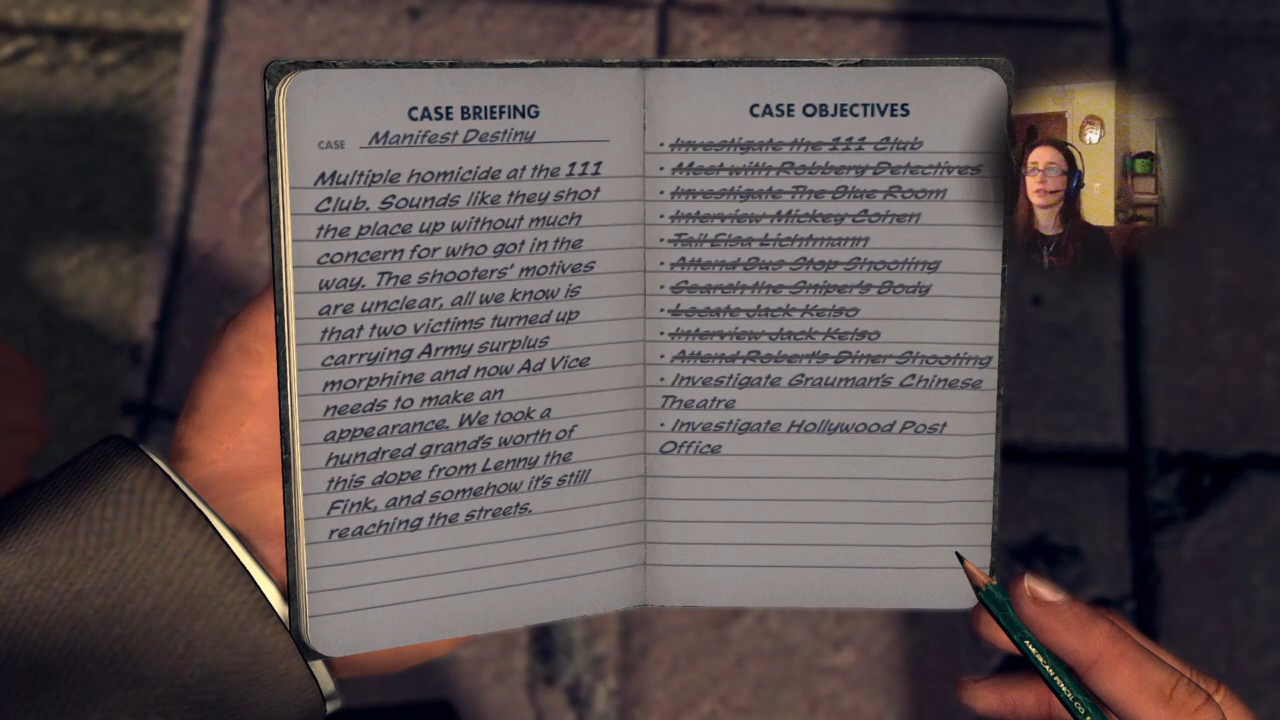 CASE BRIEFING
CASE Manifest Destiny
Multiple homicide at the 111
Club. Sounds like they shot
the place up without much
concern for who got in the
way. The shooters' motives
are unclear, all we know is
that two victims turned up
carrying Army surplus
morphine and now Ad Vice
needs to make an
appearance. We took a
hundred grand's worth of
this dope from Lenny the
Fink, and somehow it's still
reaching the streets.
CASE OBJECTIVES
• Investigate the 111 Club
• Meet with Robbery Detectives
• Investigate The Blue Room
• Interview Mickey Cohen
• Tail Elsa Lichtmann
• Attend Bus Stop Shooting
• Search the Sniper's Body
• Locate Jack Kelso
• Interview Jack Kelso
• Attend Robert's Diner Shooting
• Investigate Grauman's Chinese
Theatre
• Investigate Hollywood Post
Office
AMERICAN PENCIL CO.